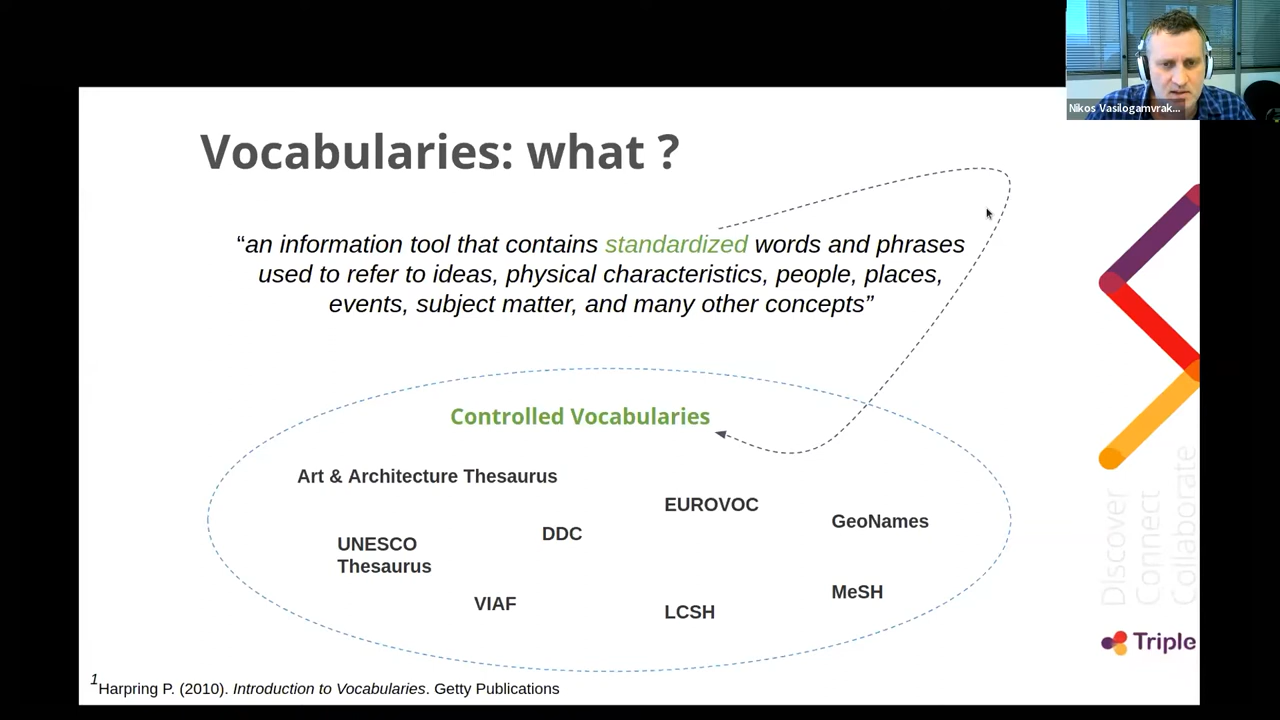 Nikos Vasilogamvrak...
Vocabularies: what ?
“an information tool that contains standardized words and phrases
used to refer to ideas, physical characteristics, people, places,
events, subject matter, and many other concepts”
Controlled Vocabularies
Art & Architecture Thesaurus
EUROVOC
GeoNames
DDC
UNESCO
Thesaurus
MeSH
VIAF
LCSH
Discover
Connect
Collaborate
Triple
1Harpring P. (2010). Introduction to Vocabularies. Getty Publications